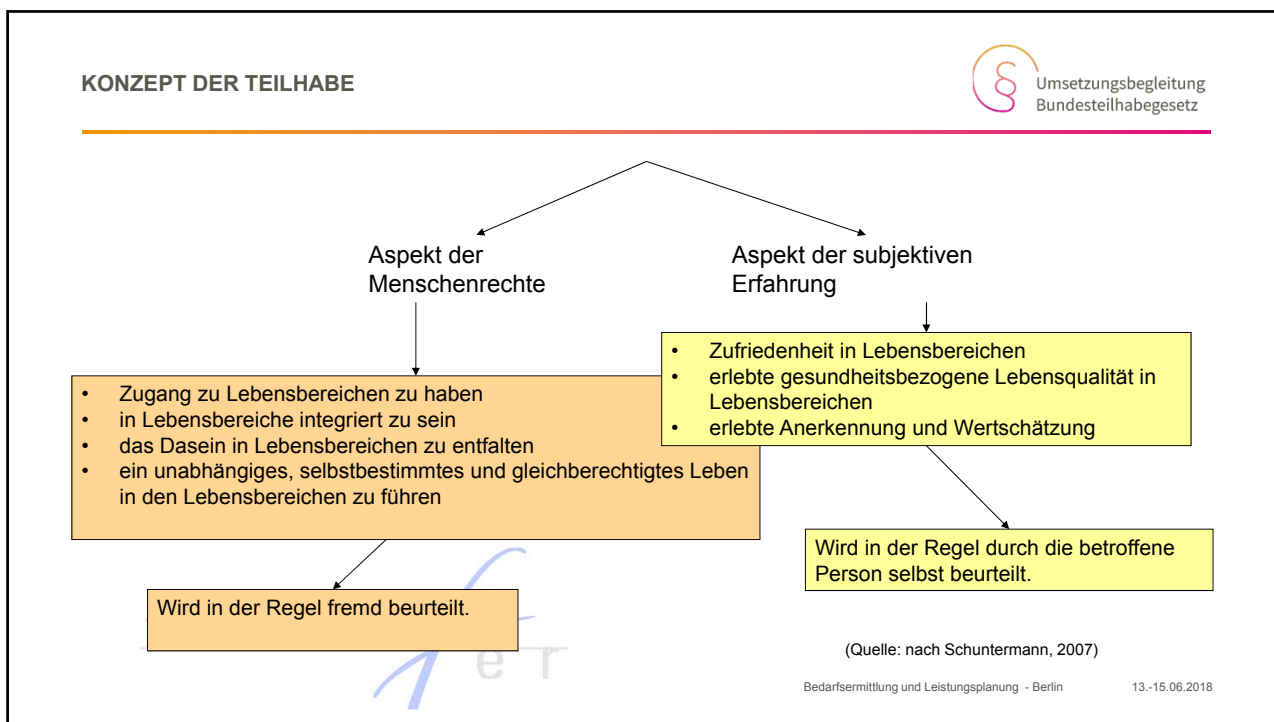 KONZEPT DER TEILHABE
Umsetzungsbegleitung
Bundesteilhabegesetz
Aspekt der
Menschenrechte
• Zugang zu Lebensbereichen zu haben
• in Lebensbereiche integriert zu sein
• das Dasein in Lebensbereichen zu entfalten
• ein unabhängiges, selbstbestimmtes und gleichberechtigtes Leben
in den Lebensbereichen zu führen
Wird in der Regel fremd beurteilt.
Aspekt der subjektiven
Erfahrung
• Zufriedenheit in Lebensbereichen
• erlebte gesundheitsbezogene Lebensqualität in
Lebensbereichen
• erlebte Anerkennung und Wertschätzung
Wird in der Regel durch die betroffene
Person selbst beurteilt.
(Quelle: nach Schuntermann, 2007)
Bedarfsermittlung und Leistungsplanung - Berlin 13.-15.06.2018